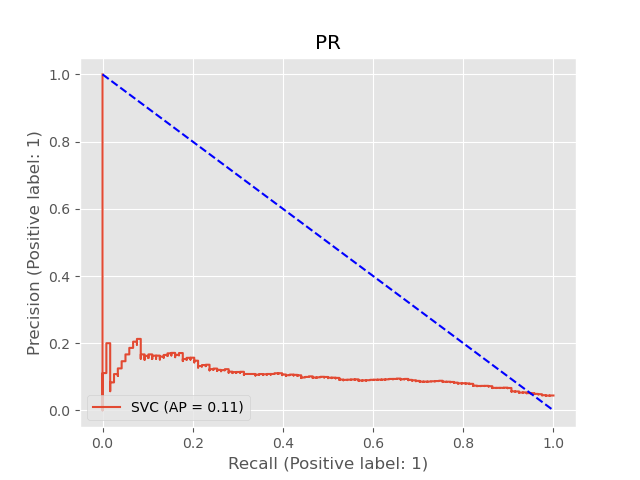 PR
Precision (Positive label: 1)
1.0
0.8
0.6
0.4
0.2
0.0
SVC (AP = 0.11)
0.0 0.2 0.4 0.6 0.8 1.0
Recall (Positive label: 1)